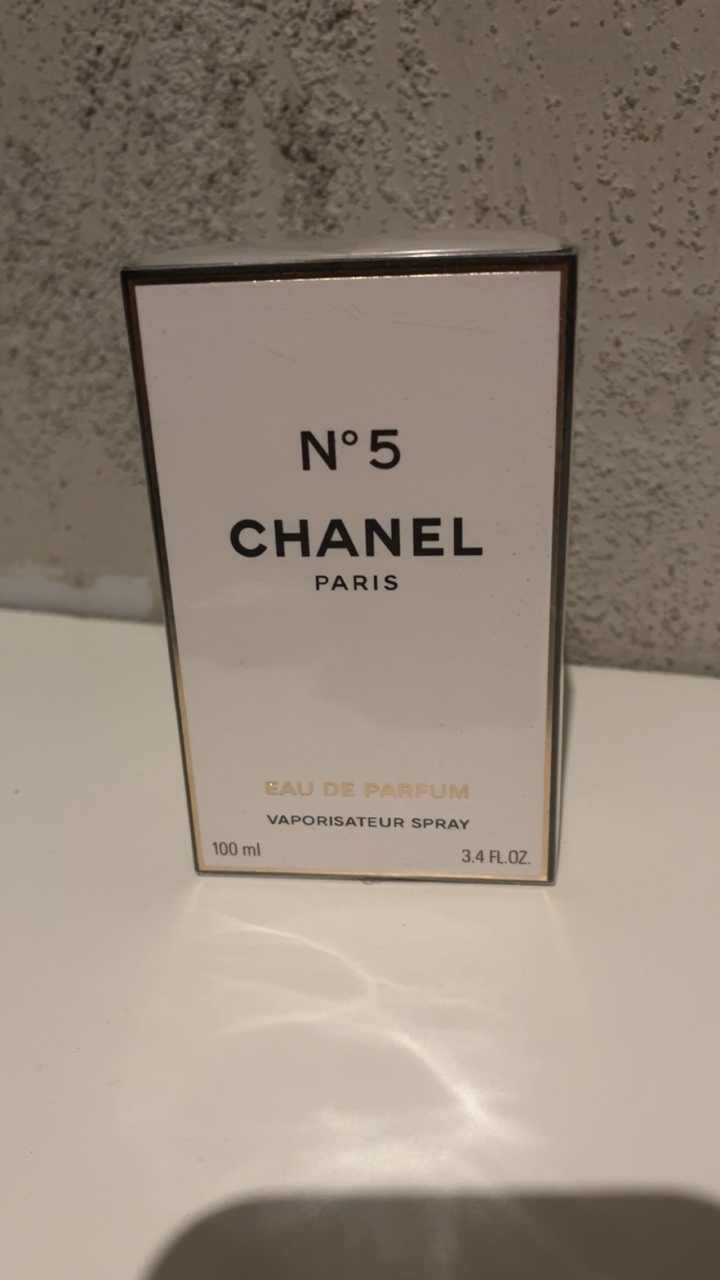 N°5
CHANEL
PARIS
EAU DE PARFUM
VAPORISATEUR SPRAY
100 ml 3.4 FL.OZ.